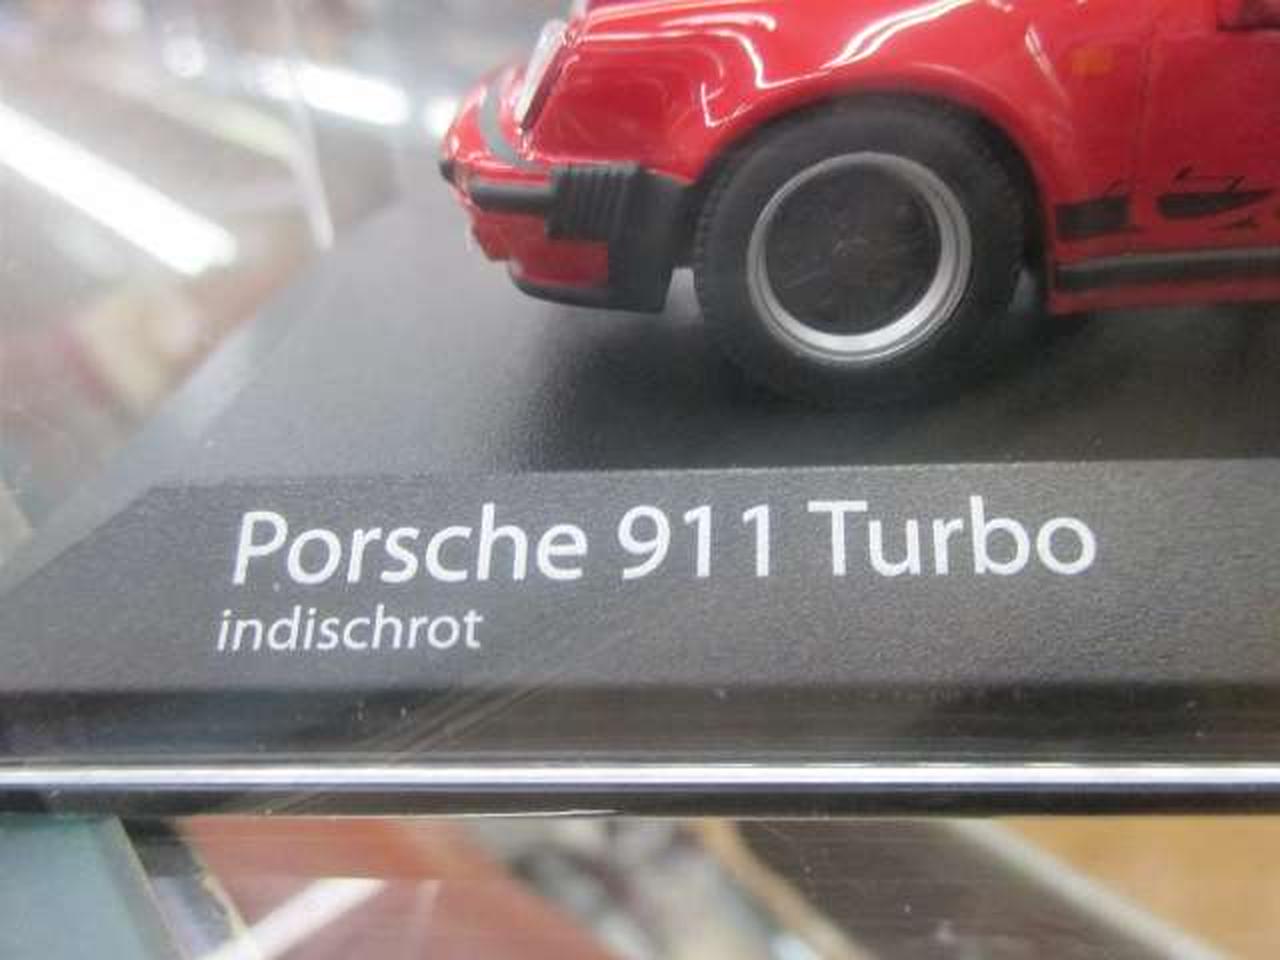 Porsche 911 Turbo
indischrot